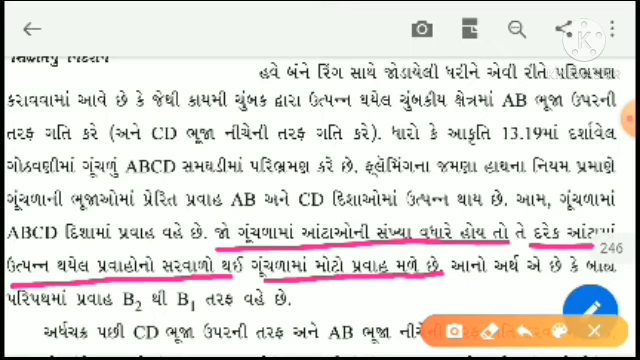 હવે બંને રિંગ સાથે જોડાયેલી ધરીને એવી રીતે પરિભ્રમણ
કરાવવામાં આવે છે કે જેથી કાયમી ચુંબક દ્વારા ઉત્પન્ન થયેલ ચુંબકીય ક્ષેત્રમાં AB ભૂજા ઉપરની
તરફ ગતિ કરે (અને CD ભૂજા નીચેની તરફ ગતિ કરે). ધારો કે આકૃતિ 13.19માં દર્શાવેલ
ગોઠવણીમાં ગૂંચળું ABCD સમઘડીમાં પરિભ્રમણ કરે છે. ફ્લૅમિંગના જમણા હાથના નિયમ પ્રમાણે
ગૂંચળાની ભૂજાઓમાં પ્રેરિત પ્રવાહ AB અને CD દિશાઓમાં ઉત્પન્ન થાય છે. આમ, ગૂંચળામાં
ABCD દિશામાં પ્રવાહ વહે છે. જો ગૂંચળામાં આંટાઓની સંખ્યા વધારે હોય તો તે દરેક આંટામાં
246
ઉત્પન્ન થયેલ પ્રવાહોનો સરવાળો થઈ ગૂંચળામાં મોટો પ્રવાહ મળે છે. આનો અર્થ એ છે કે બાહ્ય
પરિપથમાં પ્રવાહ B₂ થી B₁ તરફ વહે છે.
અર્ધચક્ર પછી CD ભૂજા ઉપરની તરફ અને AB ભૂજા નીચેની તરફ ગતિ